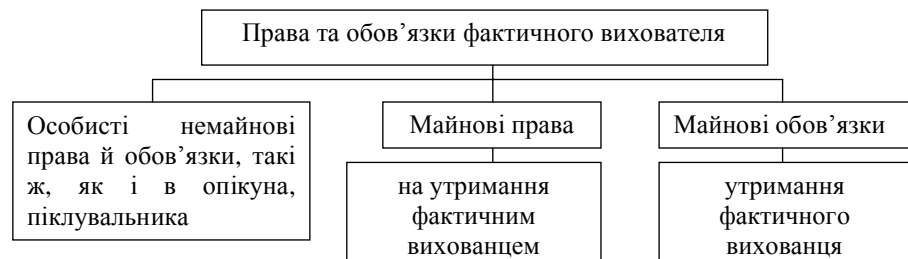 Права та обов’язки фактичного вихователя
Особисті немайнові
права й обов’язки, такі
ж, як і в опікуна,
піклувальника
Майнові права
на утримання
фактичним
вихованцем
Майнові обов’язки
утримання
фактичного
вихованця